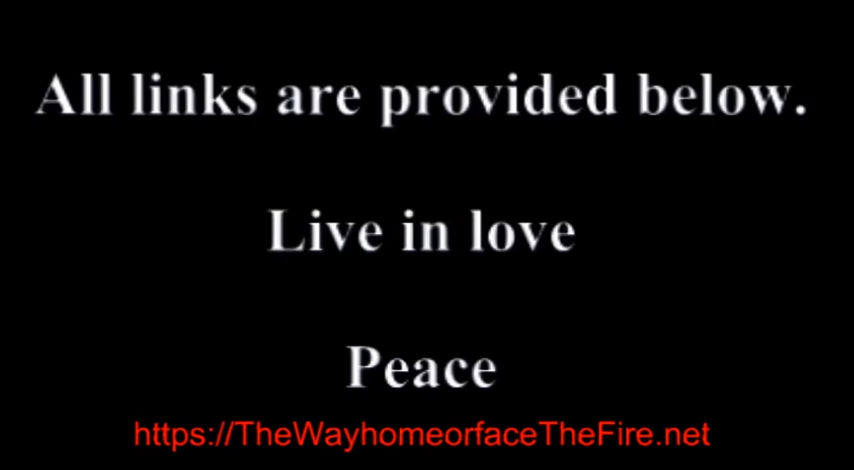 All links are provided below.
Live in love
Peace
https://TheWayhomeorfaceTheFire.net